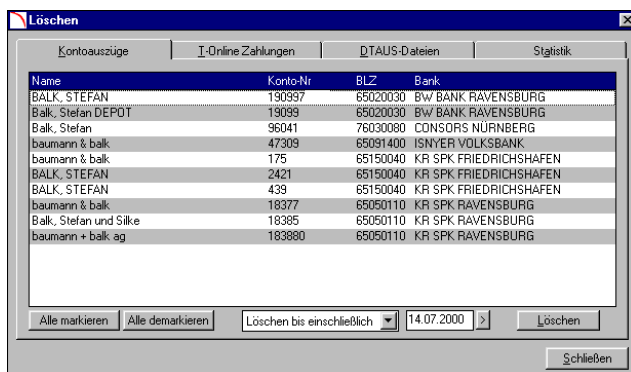 Löschen
Kontoauszüge T-Online Zahlungen DTAUS-Dateien Statistik
Name Konto-Nr BLZ Bank
BALK, STEFAN 190997 65020030 BW BANK RAVENSBURG
Balk, Stefan DEPOT 19099 65020030 BW BANK RAVENSBURG
Balk, Stefan 96041 76030080 CONSORS NÜRNBERG
baumann & balk 47309 65091400 ISNYER VOLKSBANK
baumann & balk 175 65150040 KR SPK FRIEDRICHSHAFEN
BALK, STEFAN 2421 65150040 KR SPK FRIEDRICHSHAFEN
BALK, STEFAN 439 65150040 KR SPK FRIEDRICHSHAFEN
baumann & balk 18377 65050110 KR SPK RAVENSBURG
Balk, Stefan und Silke 18385 65050110 KR SPK RAVENSBURG
baumann + balk ag 183880 65050110 KR SPK RAVENSBURG
Alle markieren Alle demarkieren Löschen bis einschließlich 14.07.2000 > Löschen
Schließen